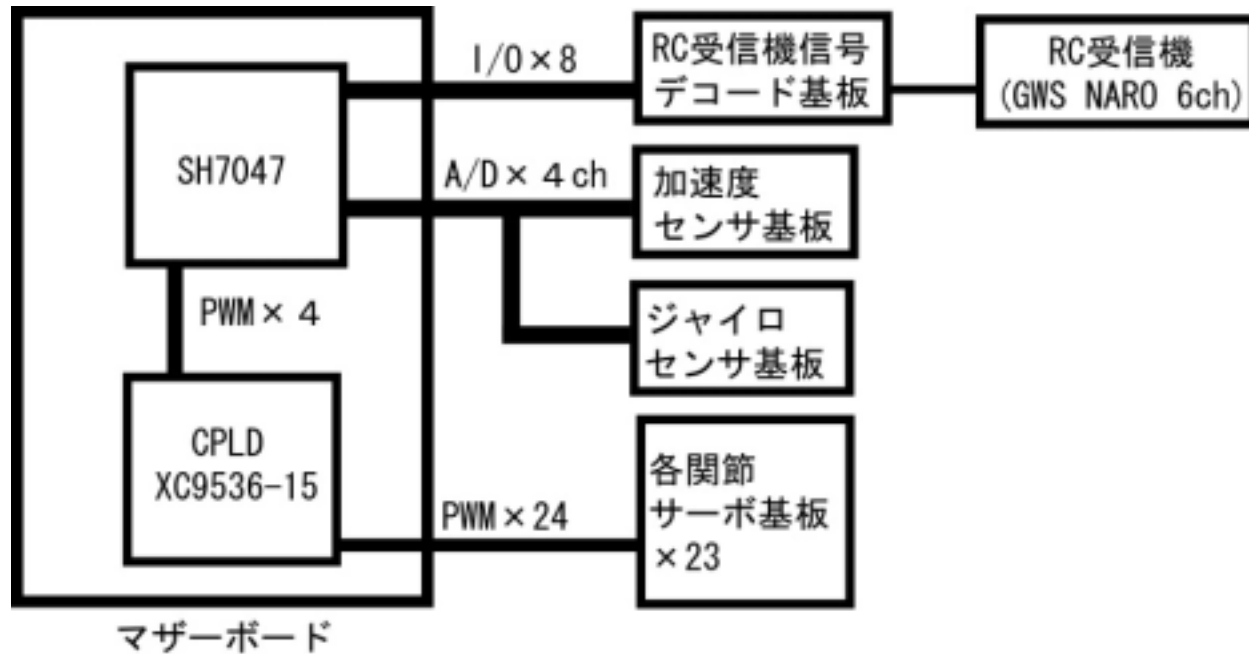 I/O×8
RC受信機信号
デコード基板
RC受信機
(GWS NARO 6ch)
SH7047
A/D×４ch
加速度
センサ基板
PWM×４
ジャイロ
センサ基板
CPLD
XC9536-15
PWM×24
各関節
サーボ基板
×23
マザーボード